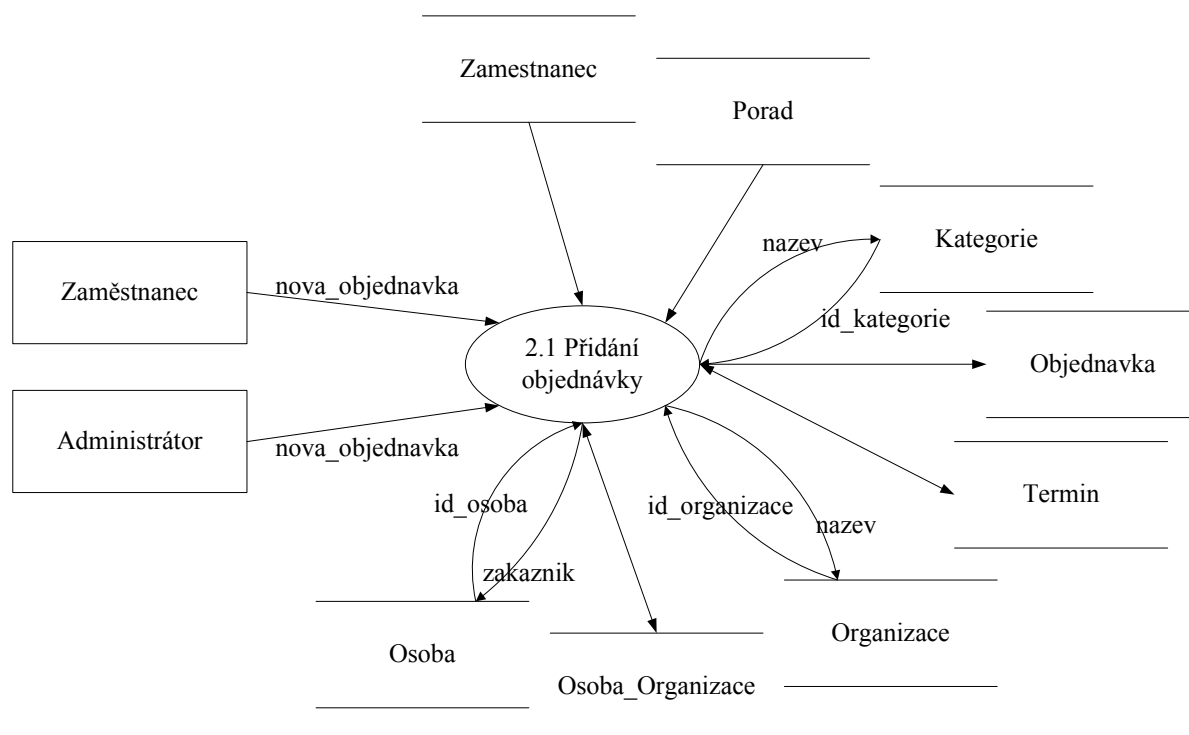 Zamestnanec
Porad
Kategorie
nazev
Zaměstnanec
nova_objednavka
id_kategorie
2.1 Přidání
objednávky
Objednavka
Administrátor
nova_objednavka
Termin
id_osoba
id_organizace
nazev
zakaznik
Organizace
Osoba
Osoba_Organizace